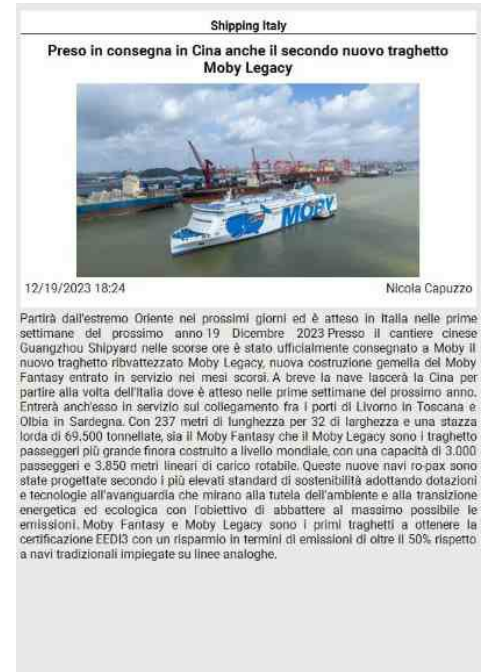 Shipping Italy
Preso in consegna in Cina anche il secondo nuovo traghetto
Moby Legacy
MOBY
12/19/2023 18:24
Nicola Capuzzo
Partirà dall'estremo Oriente nei prossimi giorni ed è atteso in Italia nelle prime
settimane del prossimo anno 19 Dicembre 2023 Presso il cantiere cinese
Guangzhou Shipyard nelle scorse ore è stato ufficialmente consegnato a Moby il
nuovo traghetto ribvattezzato Moby Legacy, nuova costruzione gemella del Moby
Fantasy entrato in servizio nei mesi scorsi. A breve la nave lascerà la Cina per
partire alla volta dell'Italia dove è atteso nelle prime settimane del prossimo anno.
Entrerà anch'esso in servizio sul collegamento fra i porti di Livorno in Toscana e
Olbia in Sardegna. Con 237 metri di lunghezza per 32 di larghezza e una stazza
lorda di 69.500 tonnellate, sia il Moby Fantasy che il Moby Legacy sono i traghetto
passeggeri più grande finora costruito a livello mondiale, con una capacità di 3.000
passeggeri e 3.850 metri lineari di carico rotabile. Queste nuove navi ro-pax sono
state progettate secondo i più elevati standard di sostenibilità adottando dotazioni
e tecnologie all'avanguardia che mirano alla tutela dell'ambiente e alla transizione
energetica ed ecologica con l'obiettivo di abbattere al massimo possibile le
emissioni. Moby Fantasy e Moby Legacy sono i primi traghetti a ottenere la
certificazione EEDI3 con un risparmio in termini di emissioni di oltre il 50% rispetto
a navi tradizionali impiegate su linee analoghe.